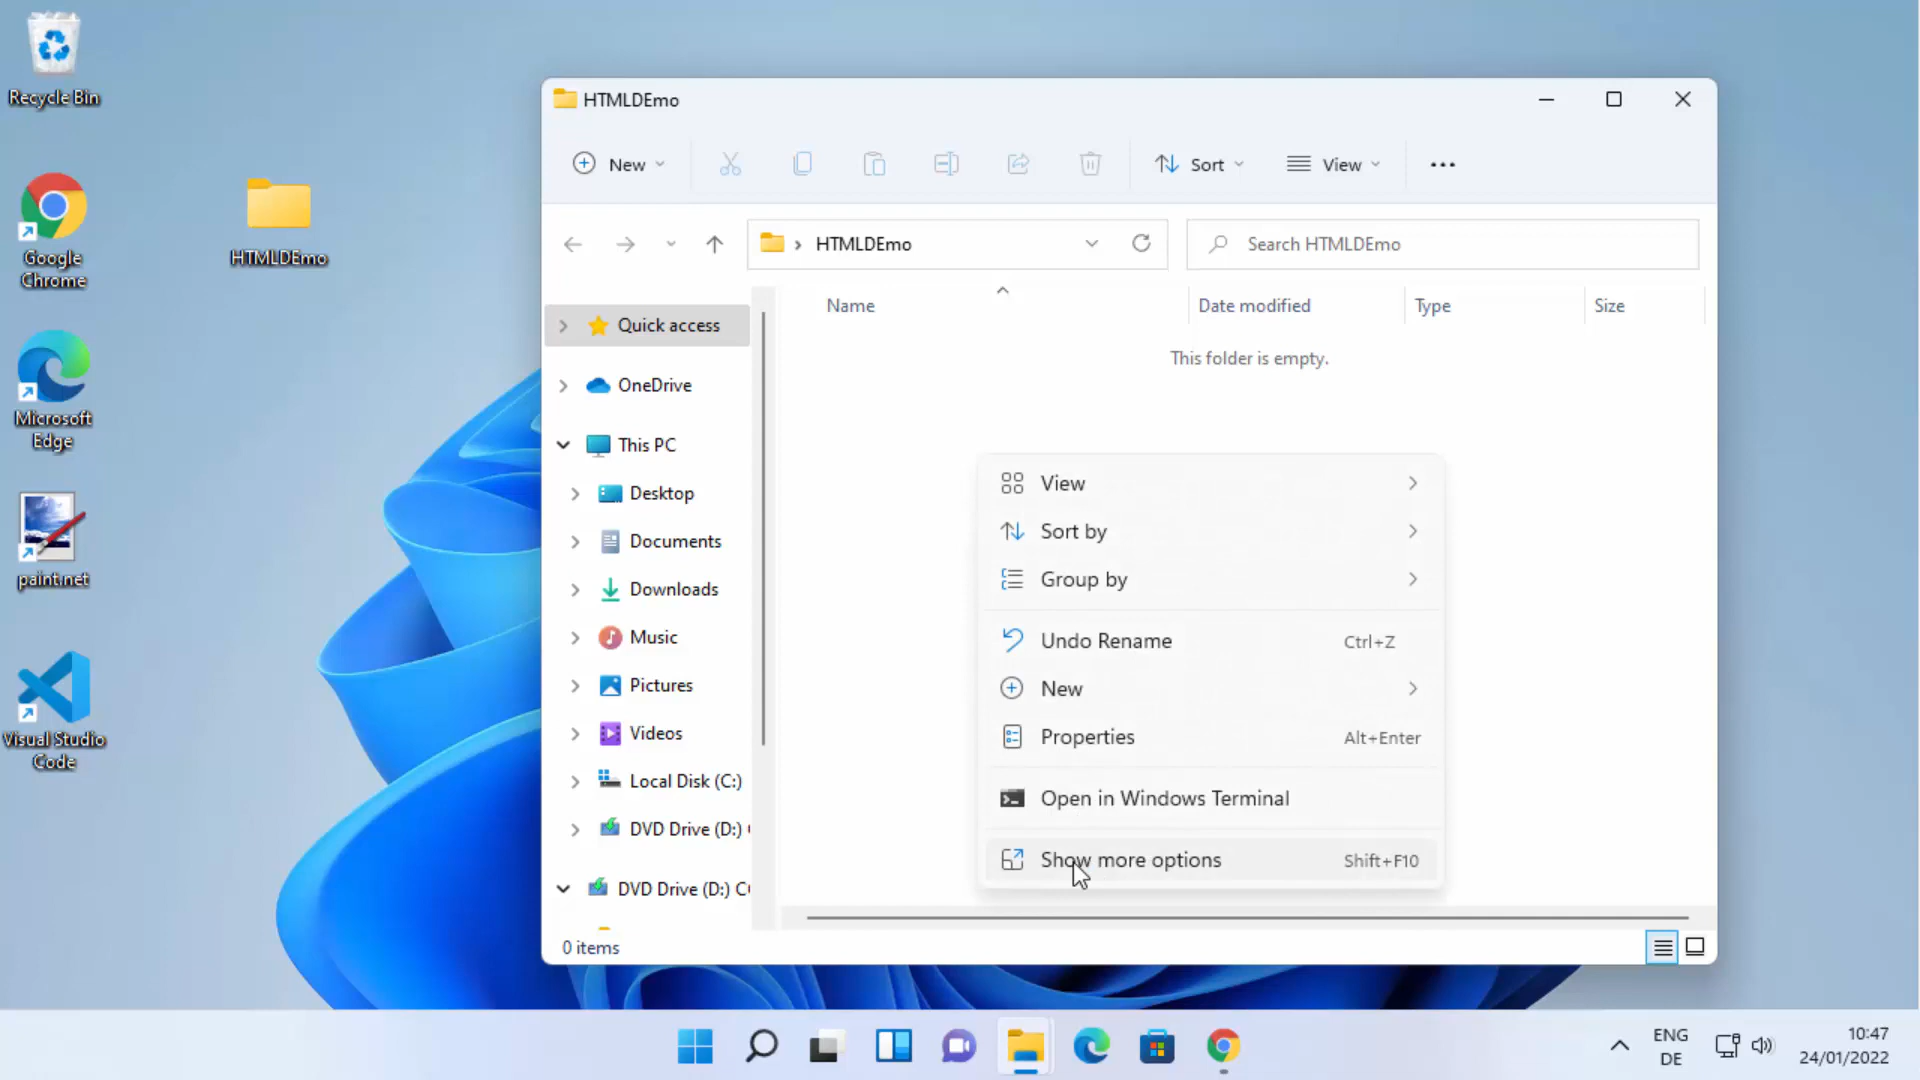 Recycle Bin
Google
Chrome
Microsoft
Edge
paint.net
Visual Studio
Code
HTMLDEmo
HTMLDEmo
New
Sort
View
HTMLDEmo
Search HTMLDEmo
Name
Date modified
Type
Size
This folder is empty.
Quick access
OneDrive
This PC
Desktop
Documents
Downloads
Music
Pictures
Videos
Local Disk (C:)
DVD Drive (D:)
DVD Drive (D:)
View
Sort by
Group by
Undo Rename Ctrl+Z
New
Properties Alt+Enter
Open in Windows Terminal
Show more options Shift+F10
0 items
ENG
DE
10:47
24/01/2022